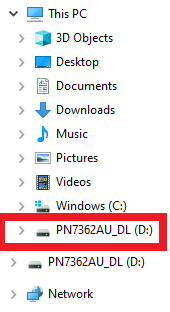 This PC
3D Objects
Desktop
Documents
Downloads
Music
Pictures
Videos
Windows (C:)
PN7362AU_DL (D:)
PN7362AU_DL (D:)
Network